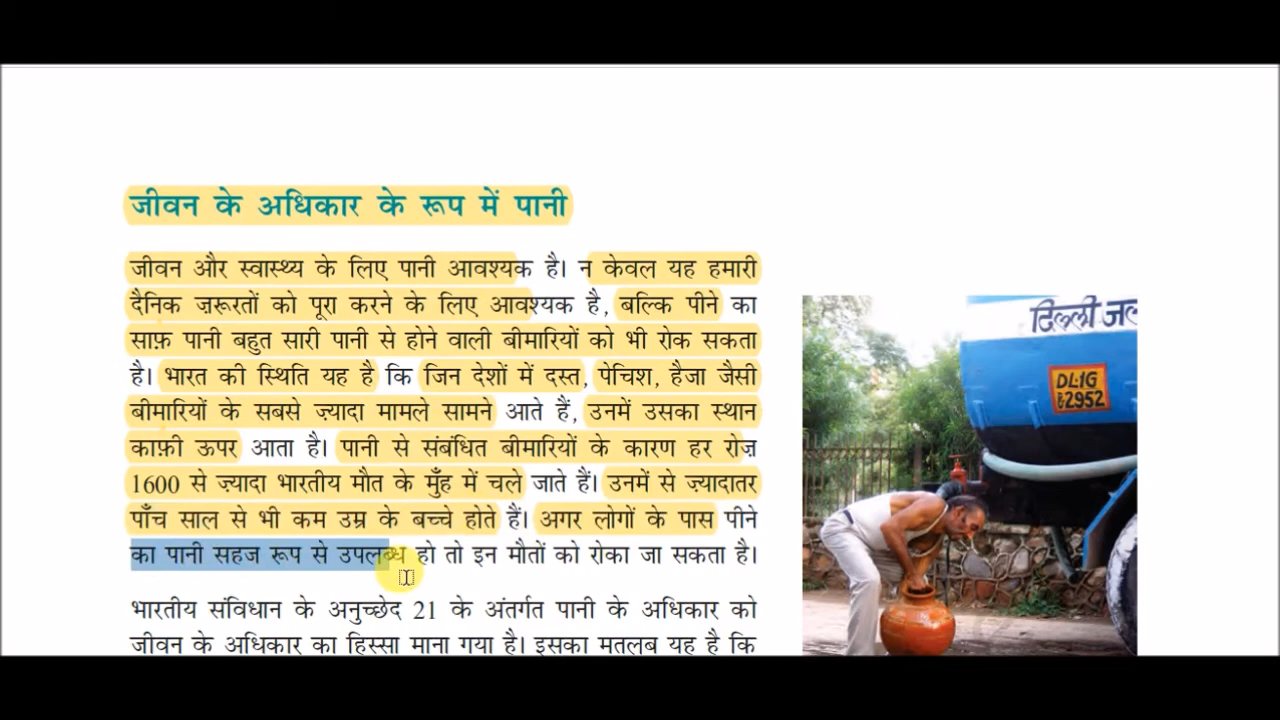 जीवन के अधिकार के रूप में पानी
जीवन और स्वास्थ्य के लिए पानी आवश्यक है। न केवल यह हमारी
दैनिक ज़रूरतों को पूरा करने के लिए आवश्यक है, बल्कि पीने का
साफ़ पानी बहुत सारी पानी से होने वाली बीमारियों को भी रोक सकता
है। भारत की स्थिति यह है कि जिन देशों में दस्त, पेचिश, हैजा जैसी
बीमारियों के सबसे ज़्यादा मामले सामने आते हैं, उनमें उसका स्थान
काफ़ी ऊपर आता है। पानी से संबंधित बीमारियों के कारण हर रोज़
1600 से ज़्यादा भारतीय मौत के मुँह में चले जाते हैं। उनमें से ज़्यादातर
पाँच साल से भी कम उम्र के बच्चे होते हैं। अगर लोगों के पास पीने
का पानी सहज रूप से उपलब्ध हो तो इन मौतों को रोका जा सकता है।
भारतीय संविधान के अनुच्छेद 21 के अंतर्गत पानी के अधिकार को
जीवन के अधिकार का हिस्सा माना गया है। इसका मतलब यह है कि
दिल्ली जल
DL1G
2952